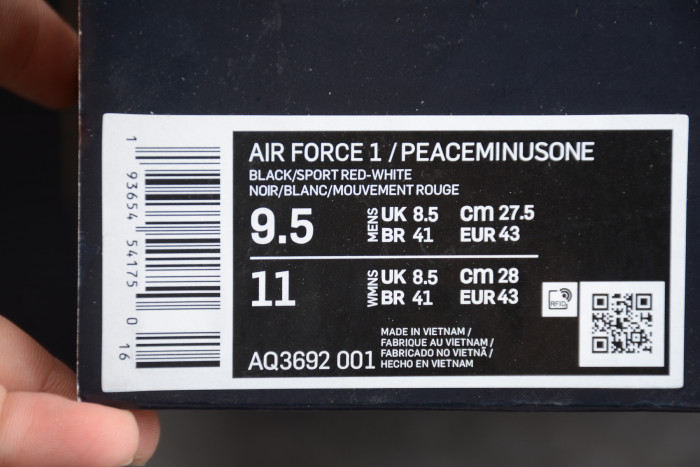 AIR FORCE 1 / PEACEMINUSONE
BLACK/SPORT RED-WHITE
NOIR/BLANC/MOUVEMENT ROUGE
9.5 MENS UK 8.5 CM 27.5
BR 41 EUR 43
11 WMNS UK 8.5 CM 28
BR 41 EUR 43
RFID
MADE IN VIETNAM /
FABRIQUE AU VIETNAM /
FABRICADO NO VIETNÃ /
HECHO EN VIETNAM
AQ3692 001
1 93654 54175 0 16